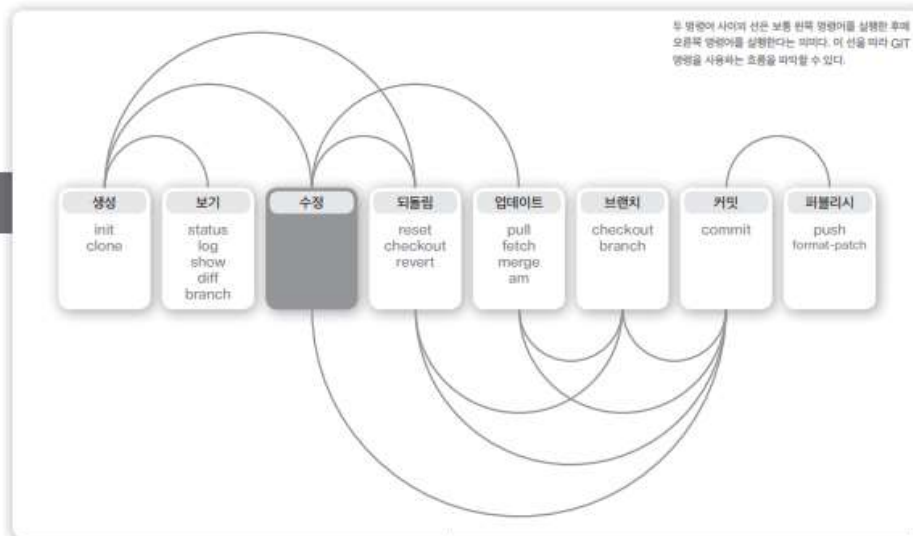 두 명령어 사이의 선은 보통 왼쪽 명령어를 실행한 후에
오른쪽 명령어를 실행한다는 의미다. 이 선을 따라 GIT
명령을 사용하는 흐름을 파악할 수 있다.
생성
init
clone
보기
status
log
show
diff
branch
수정
되돌림
reset
checkout
revert
업데이트
pull
fetch
merge
am
브랜치
checkout
branch
커밋
commit
퍼블리시
push
format-patch